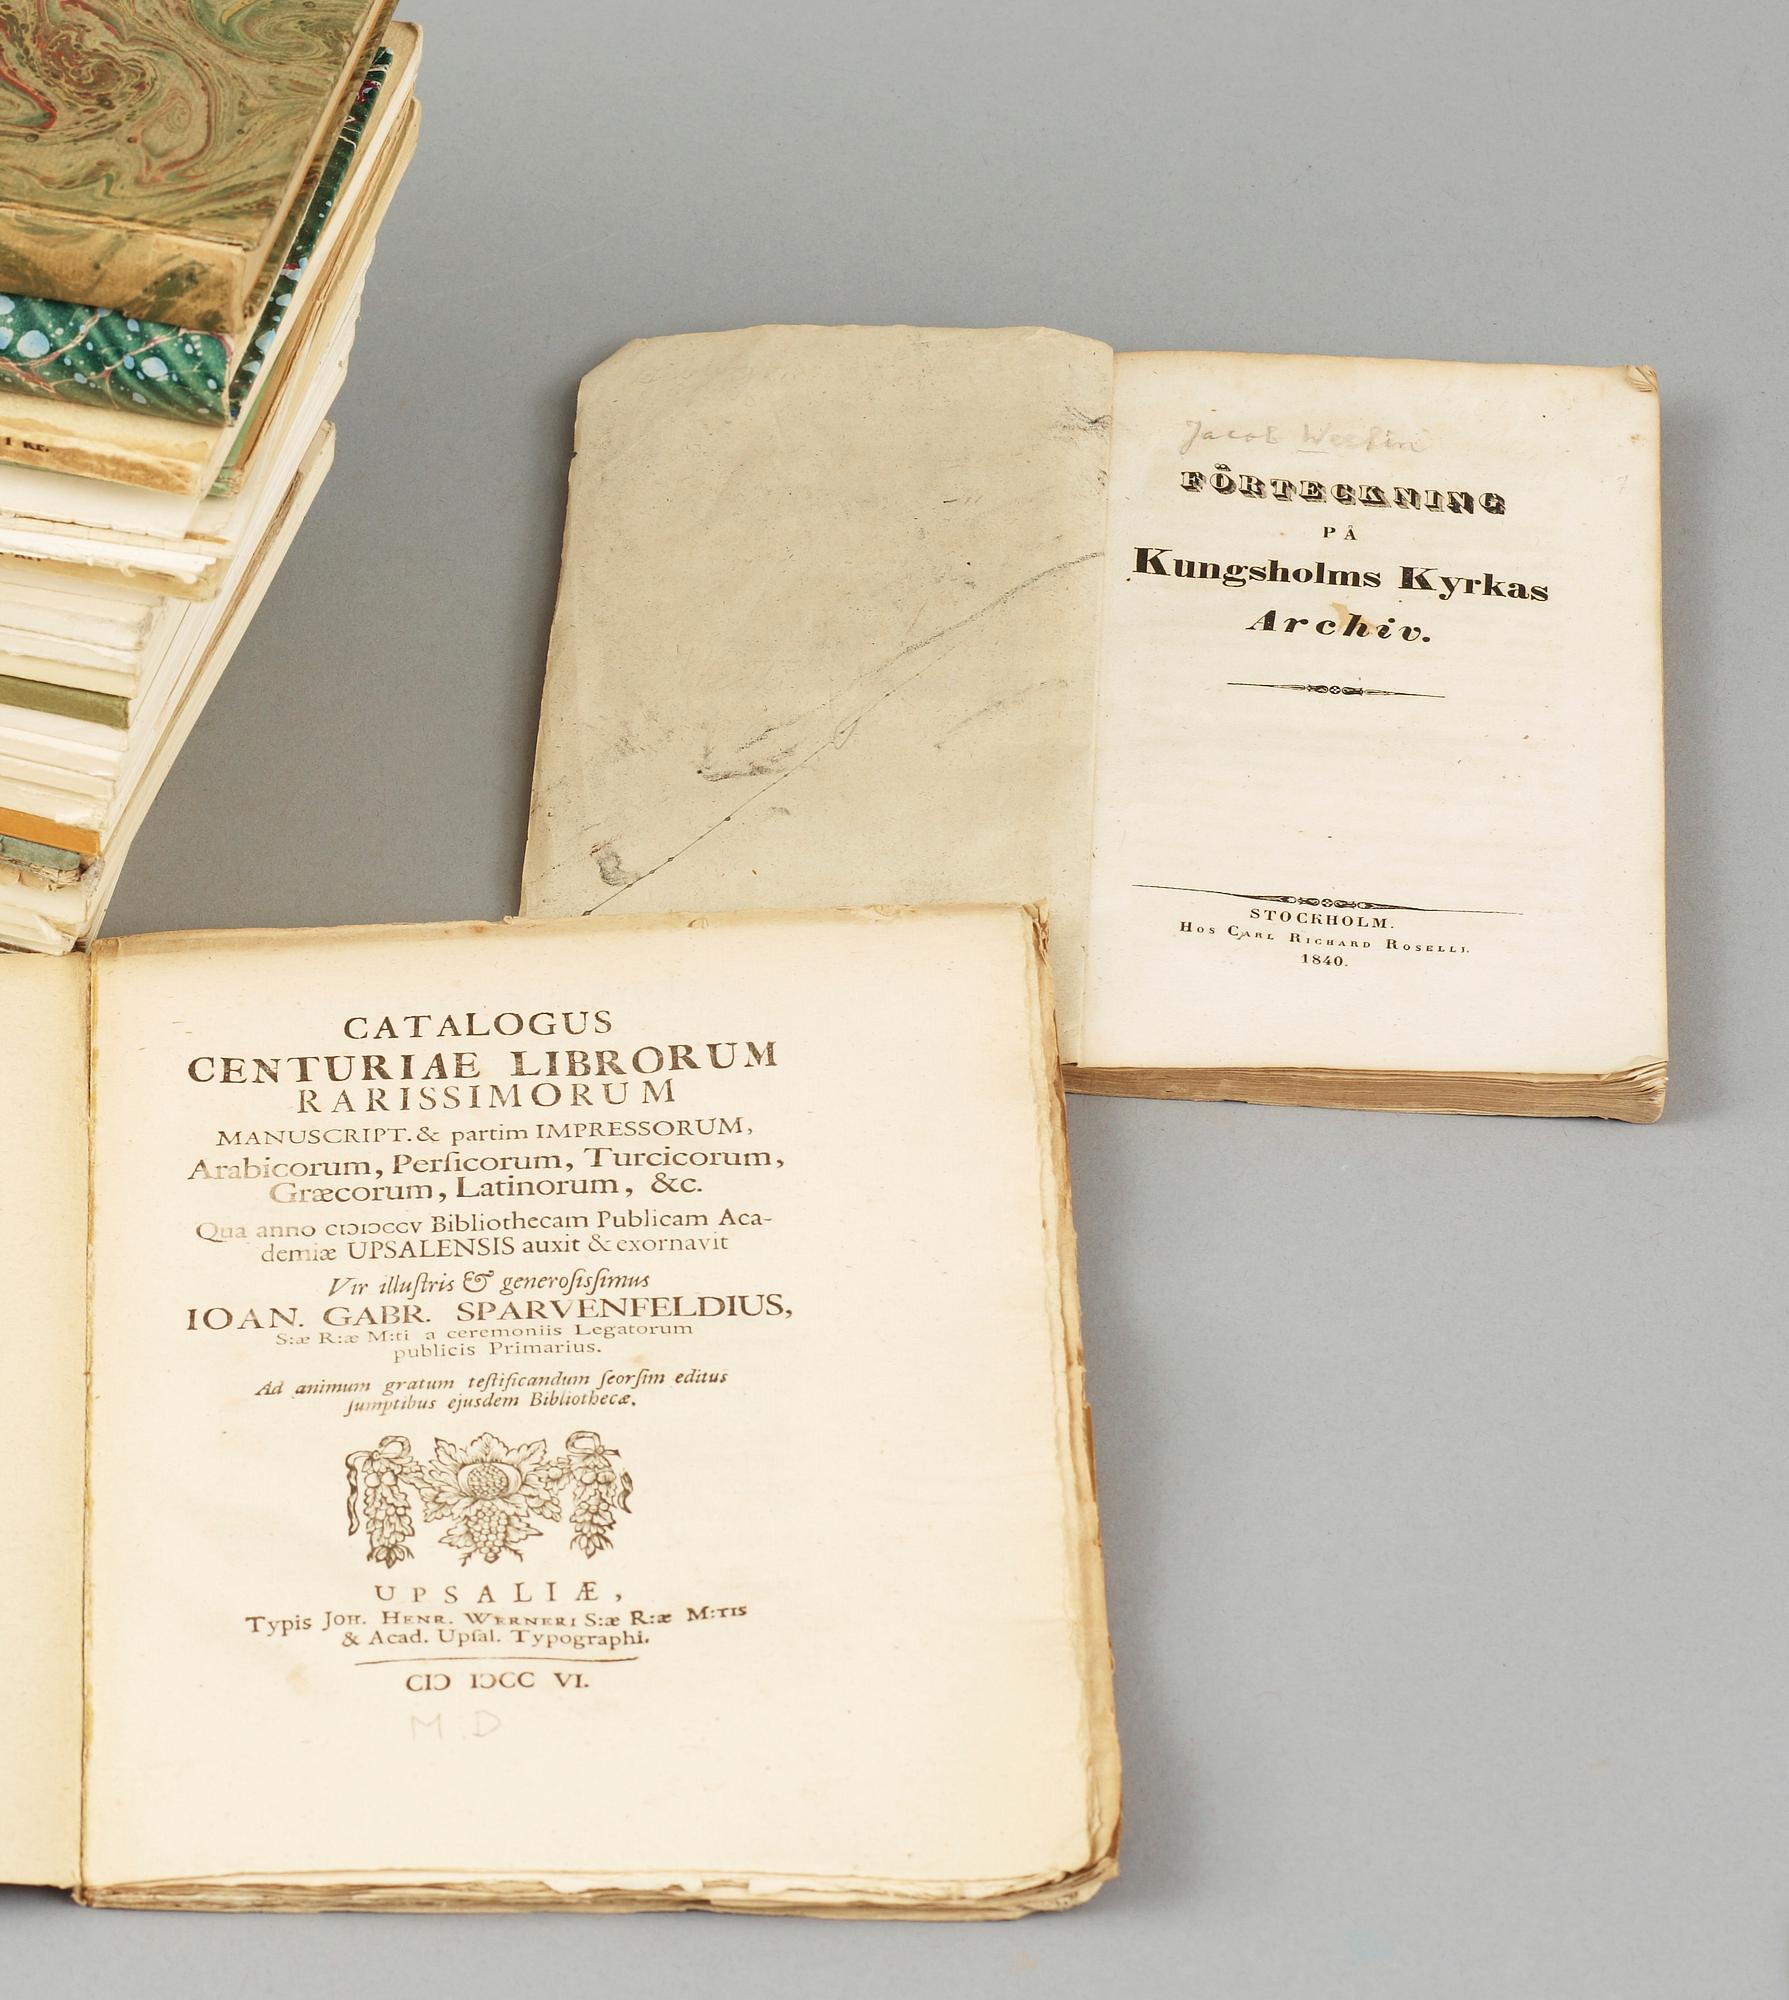 Jacob
FÖRTECKNING
PÅ
Kungsholms Kyrkas
Archiv.
STOCKHOLM.
Hos Carl Richard Rosell.
1840.
CATALOGUS
CENTURIAE LIBRORUM
RARISSIMORUM
MANUSCRIPT. & partim IMPRESSORUM,
Arabicorum, Perſicorum, Turcicorum,
Græcorum, Latinorum, &c.
Qua anno cIɔIɔccv Bibliothecam Publicam Aca-
demiæ UPSALENSIS auxit & exornavit
Vir illuſtris & generoſisſimus
IOAN. GABR. SPARVENFELDIUS,
S:æ R:æ M:ti a ceremoniis Legatorum
publicis Primarius.
Ad animum gratum teſtificandum ſeorſim editus
ſumptibus ejusdem Bibliothecæ.
UPSALIÆ,
Typis Joh. Henr. Werneri S:æ R:æ M:tis
& Acad. Upſal. Typographi.
CIƆ IƆCC VI.
M.D
1 kr.